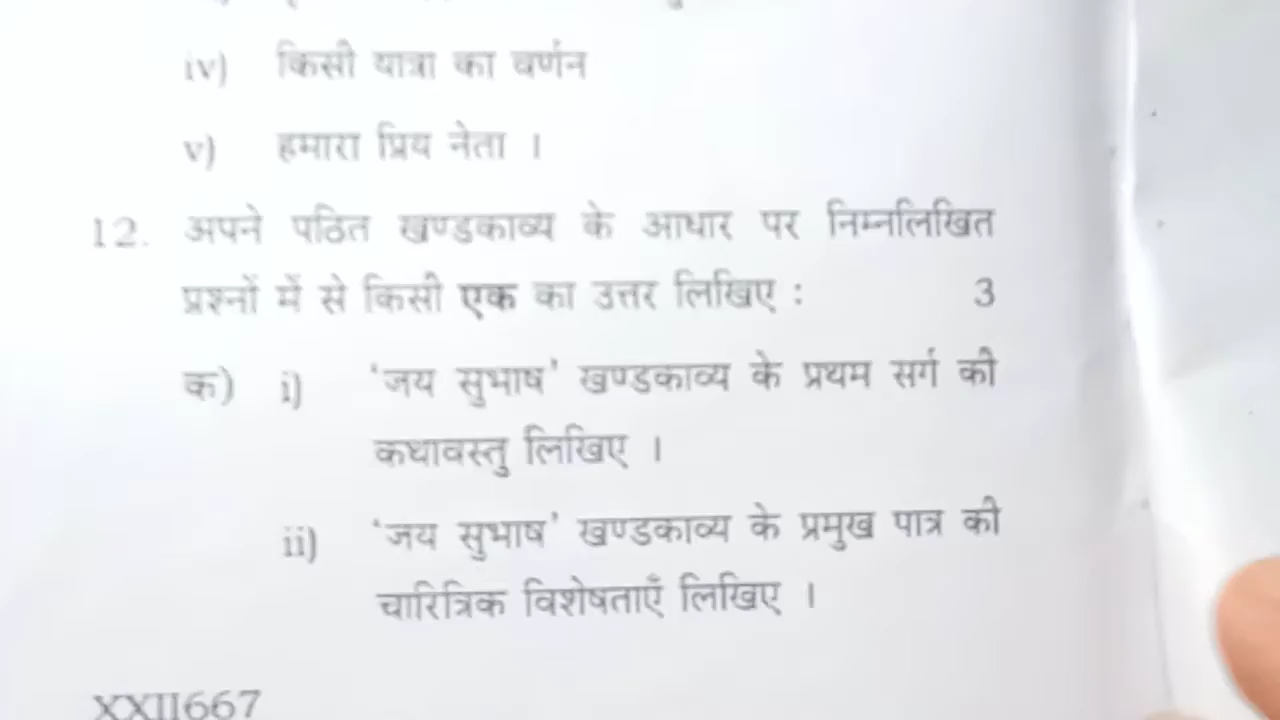 iv) किसी यात्रा का वर्णन
v) हमारा प्रिय नेता ।
12. अपने पठित खण्डकाव्य के आधार पर निम्नलिखित
प्रश्नों में से किसी एक का उत्तर लिखिए : 3
क) i) 'जय सुभाष' खण्डकाव्य के प्रथम सर्ग की
कथावस्तु लिखिए ।
ii) 'जय सुभाष' खण्डकाव्य के प्रमुख पात्र की
चारित्रिक विशेषताएँ लिखिए ।
XXII667